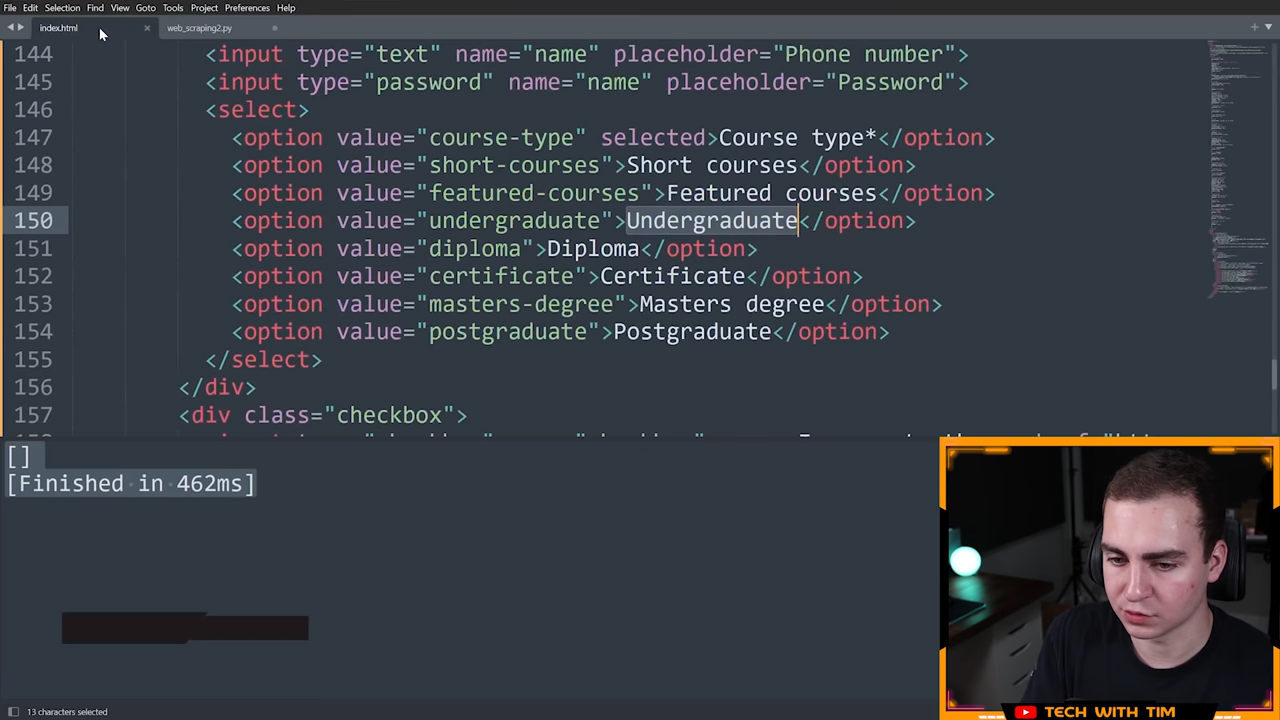 File Edit Selection Find View Goto Tools Project Preferences Help
index.html × web_scraping2.py
144 <input type="text" name="name" placeholder="Phone number">
145 <input type="password" name="name" placeholder="Password">
146 <select>
147 <option value="course-type" selected>Course type*</option>
148 <option value="short-courses">Short courses</option>
149 <option value="featured-courses">Featured courses</option>
150 <option value="undergraduate">Undergraduate</option>
151 <option value="diploma">Diploma</option>
152 <option value="certificate">Certificate</option>
153 <option value="masters-degree">Masters degree</option>
154 <option value="postgraduate">Postgraduate</option>
155 </select>
156 </div>
157 <div class="checkbox">
[]
[Finished in 462ms]
13 characters selected
TECH WITH TIM